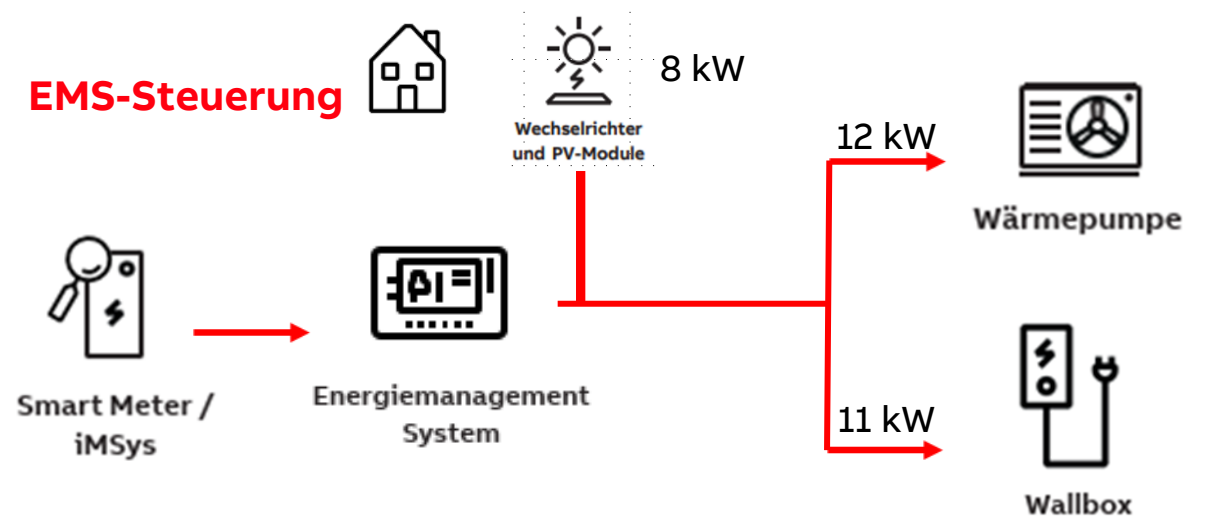 EMS-Steuerung
8 kW
Wechselrichter
und PV-Module
12 kW
Wärmepumpe
Smart Meter /
iMSys
Energiemanagement
System
11 kW
Wallbox